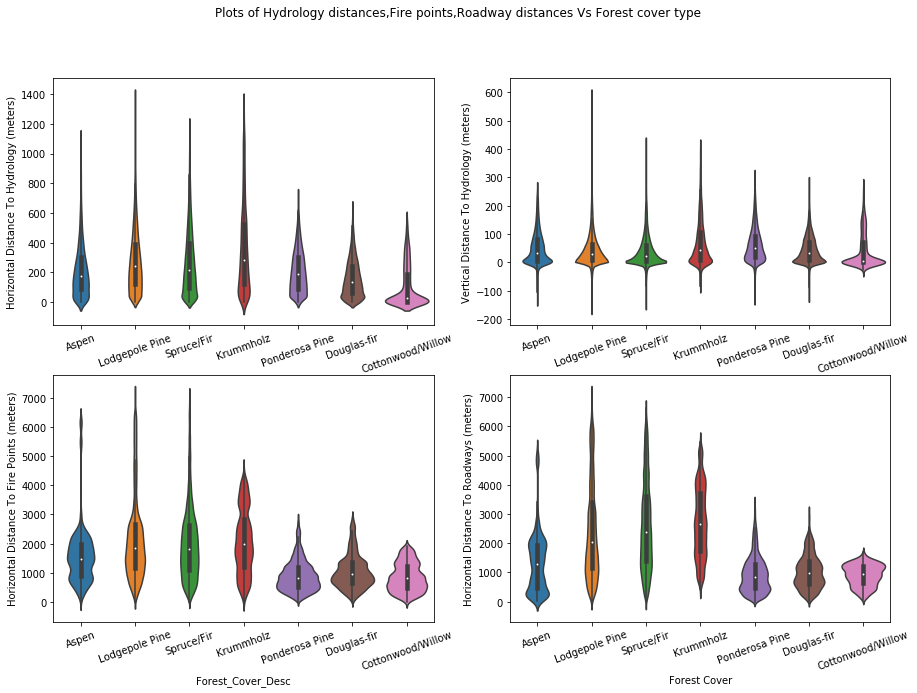 Plots of Hydrology distances,Fire points,Roadway distances Vs Forest cover type
Horizontal Distance To Hydrology (meters)
1400
1200
1000
800
600
400
200
0
Aspen
Lodgepole Pine
Spruce/Fir
Krummholz
Ponderosa Pine
Douglas-fir
Cottonwood/Willow
Vertical Distance To Hydrology (meters)
600
500
400
300
200
100
0
−100
−200
Aspen
Lodgepole Pine
Spruce/Fir
Krummholz
Ponderosa Pine
Douglas-fir
Cottonwood/Willow
Horizontal Distance To Fire Points (meters)
7000
6000
5000
4000
3000
2000
1000
0
Aspen
Lodgepole Pine
Spruce/Fir
Krummholz
Ponderosa Pine
Douglas-fir
Cottonwood/Willow
Forest_Cover_Desc
Horizontal Distance To Roadways (meters)
7000
6000
5000
4000
3000
2000
1000
0
Aspen
Lodgepole Pine
Spruce/Fir
Krummholz
Ponderosa Pine
Douglas-fir
Cottonwood/Willow
Forest Cover